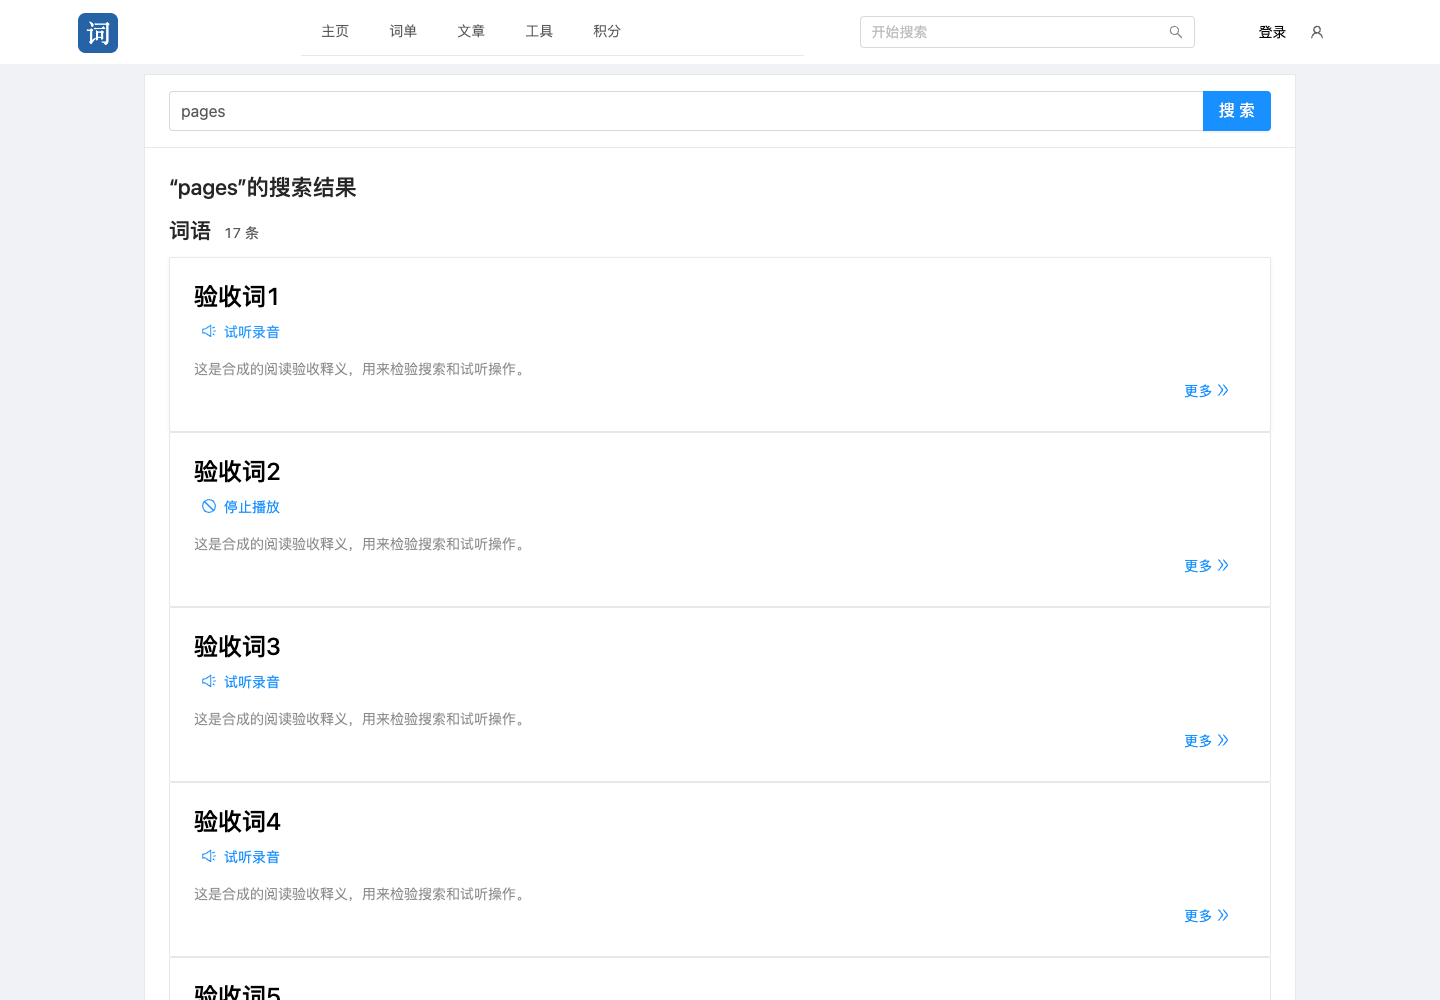 词
主页 词单 文章 工具 积分
开始搜索
登录
pages
搜 索
“pages”的搜索结果
词语 17 条
验收词1
试听录音
这是合成的阅读验收释义，用来检验搜索和试听操作。
更多
验收词2
停止播放
这是合成的阅读验收释义，用来检验搜索和试听操作。
更多
验收词3
试听录音
这是合成的阅读验收释义，用来检验搜索和试听操作。
更多
验收词4
试听录音
这是合成的阅读验收释义，用来检验搜索和试听操作。
更多
验收词5